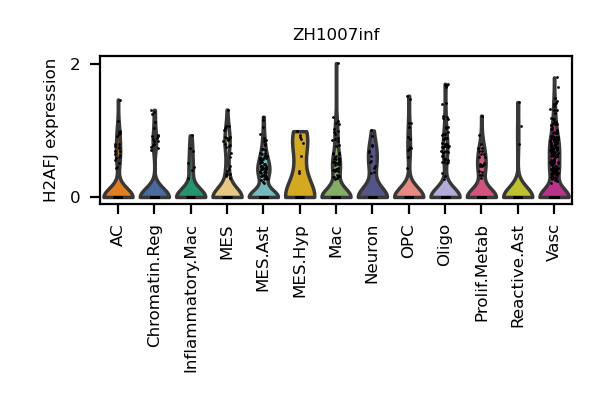 ZH1007inf
H2AFJ expression
2
0
AC
Chromatin.Reg
Inflammatory.Mac
MES
MES.Ast
MES.Hyp
Mac
Neuron
OPC
Oligo
Prolif.Metab
Reactive.Ast
Vasc